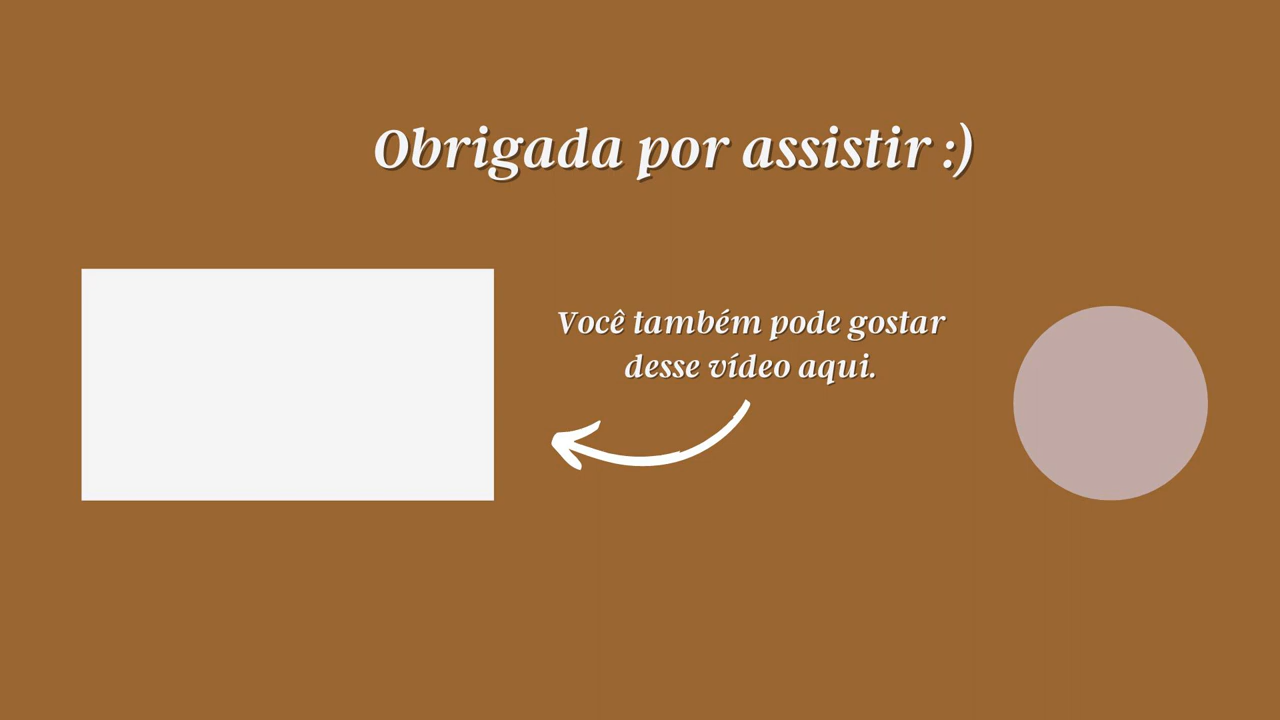 Obrigada por assistir :)
Você também pode gostar
desse vídeo aqui.